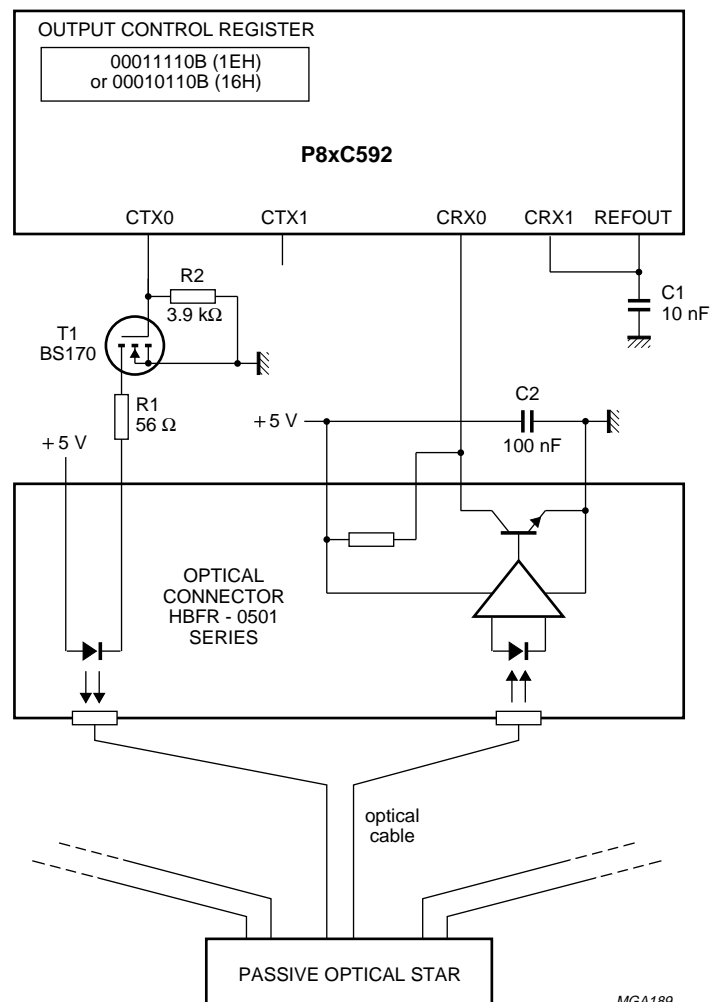 OUTPUT CONTROL REGISTER
00011110B (1EH)
or 00010110B (16H)
P8xC592
CTX0 CTX1 CRX0 CRX1 REFOUT
R2
3.9 kΩ
C1
10 nF
T1
BS170
R1
56 Ω
+5 V
+5 V
C2
100 nF
OPTICAL
CONNECTOR
HBFR - 0501
SERIES
optical
cable
PASSIVE OPTICAL STAR
MGA189